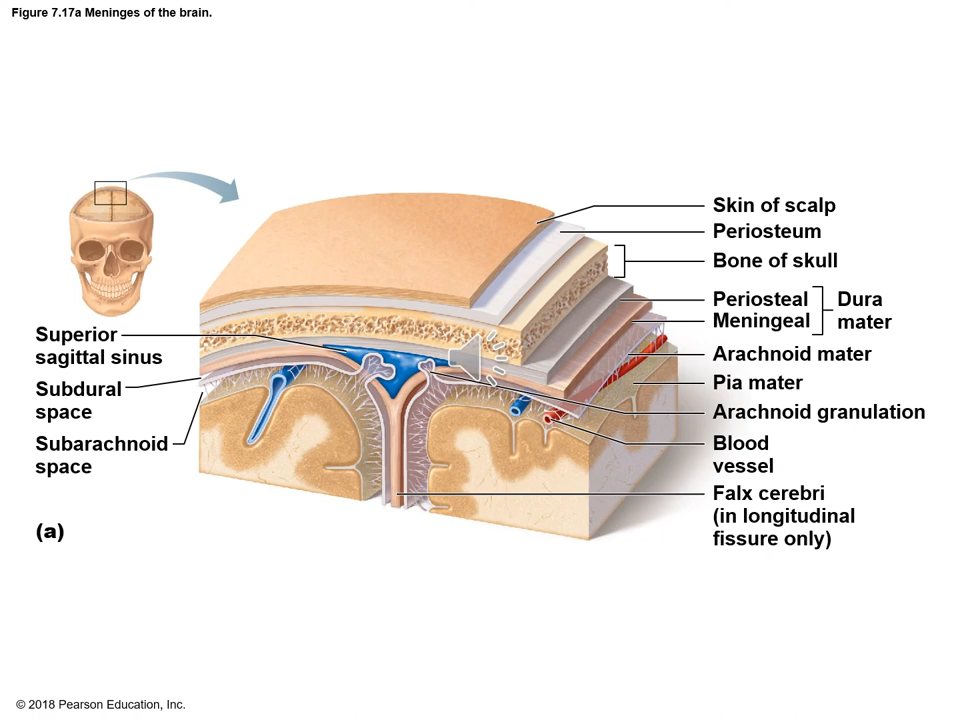 Figure 7.17a Meninges of the brain.
Skin of scalp
Periosteum
Bone of skull
Periosteal
Meningeal
Dura
mater
Superior
sagittal sinus
Arachnoid mater
Subdural
space
Pia mater
Arachnoid granulation
Subarachnoid
space
Blood
vessel
Falx cerebri
(in longitudinal
fissure only)
(a)
© 2018 Pearson Education, Inc.